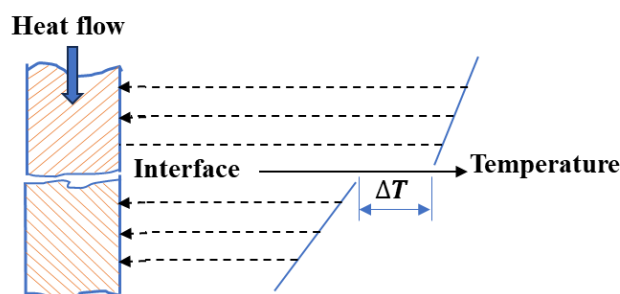 Heat flow
Interface
Temperature
ΔT